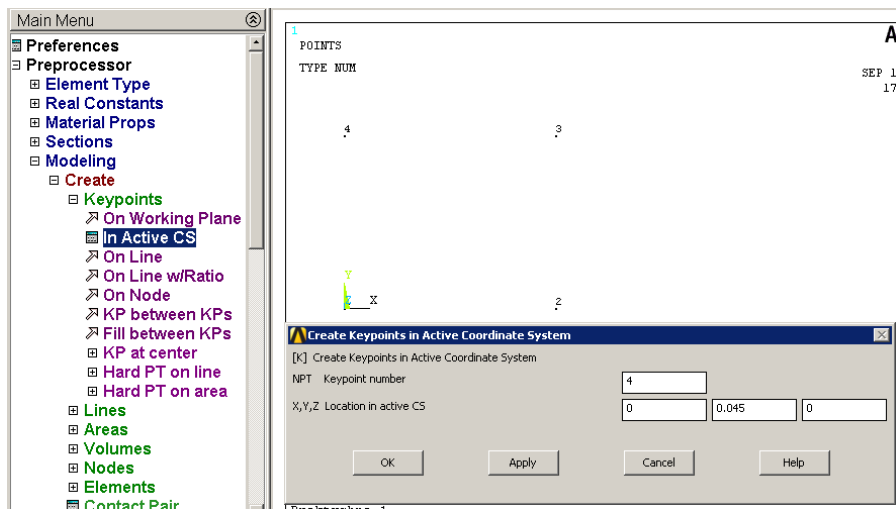 Main Menu
Preferences
Preprocessor
Element Type
Real Constants
Material Props
Sections
Modeling
Create
Keypoints
On Working Plane
In Active CS
On Line
On Line w/Ratio
On Node
KP between KPs
Fill between KPs
KP at center
Hard PT on line
Hard PT on area
Lines
Areas
Volumes
Nodes
Elements
Contact Pair
1
POINTS
TYPE NUM
A
SEP 1
17
4 3
Y
Z X 2
Create Keypoints in Active Coordinate System
[K] Create Keypoints in Active Coordinate System
NPT Keypoint number 4
X,Y,Z Location in active CS 0 0.045 0
OK Apply Cancel Help